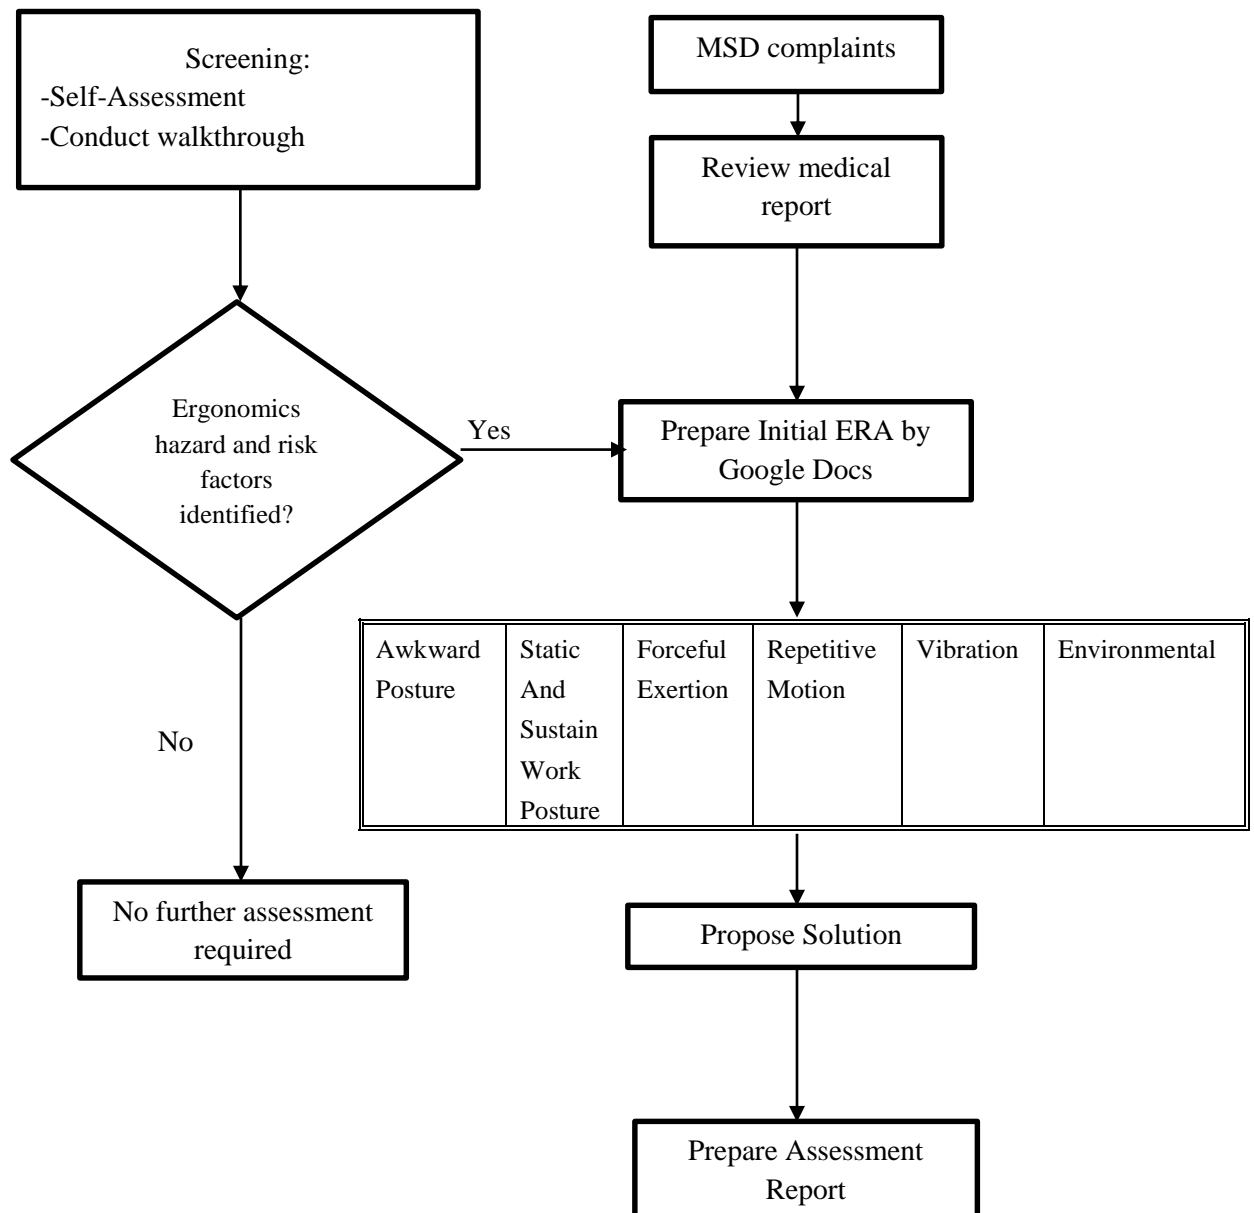 Screening:
-Self-Assessment
-Conduct walkthrough
MSD complaints
Review medical
report
Ergonomics
hazard and risk
factors
identified?
Yes
Prepare Initial ERA by
Google Docs
Awkward
Posture
Static
And
Sustain
Work
Posture
Forceful
Exertion
Repetitive
Motion
Vibration
Environmental
No
No further assessment
required
Propose Solution
Prepare Assessment
Report